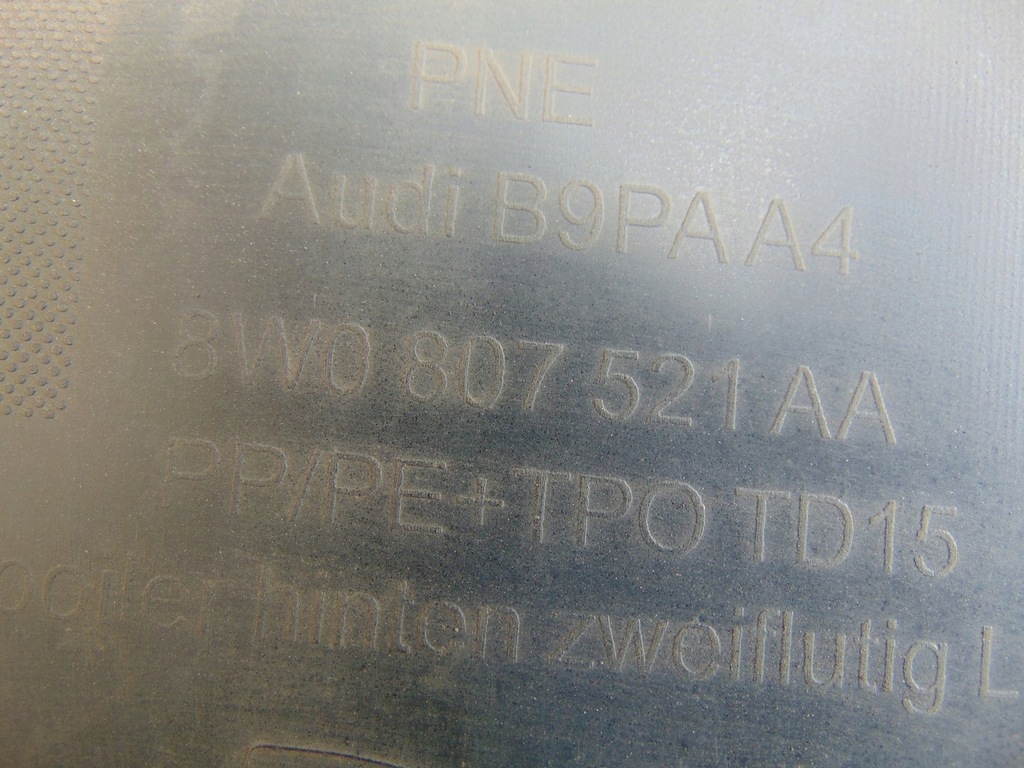 PNE
Audi B9PA A4
8W0 807 521 AA
PP/PE+TPO TD15
hinten zweiflutig L